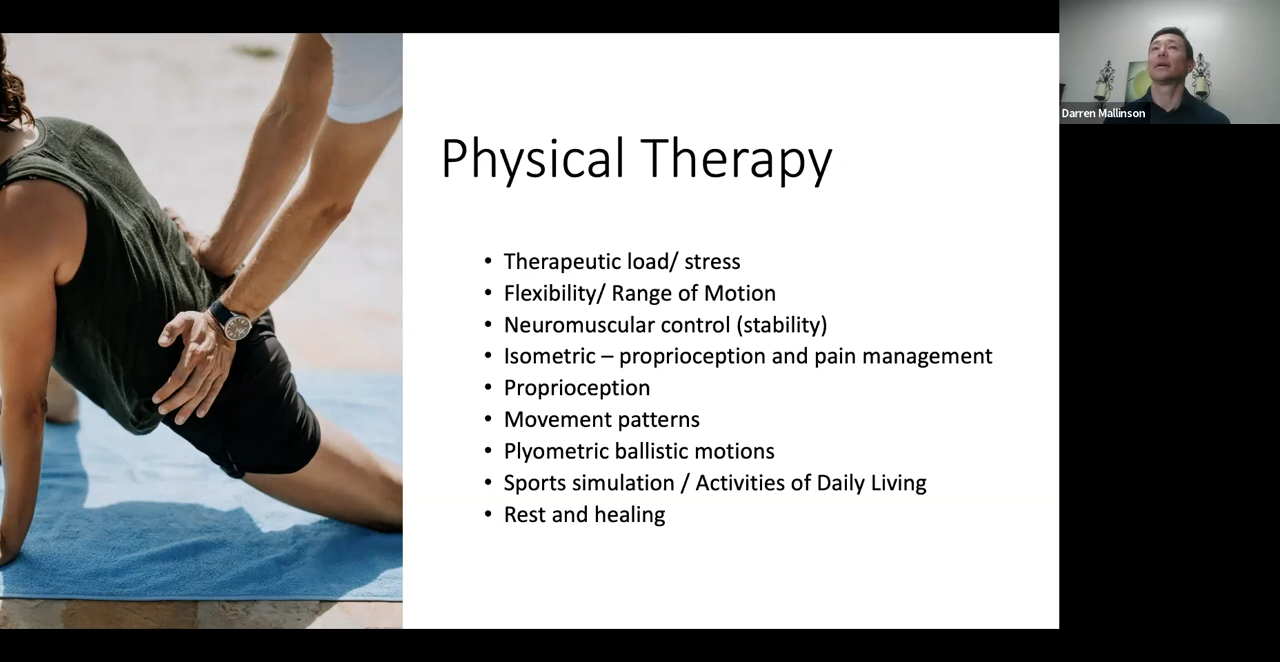 Physical Therapy
• Therapeutic load/ stress
• Flexibility/ Range of Motion
• Neuromuscular control (stability)
• Isometric – proprioception and pain management
• Proprioception
• Movement patterns
• Plyometric ballistic motions
• Sports simulation / Activities of Daily Living
• Rest and healing
Darren Mallinson